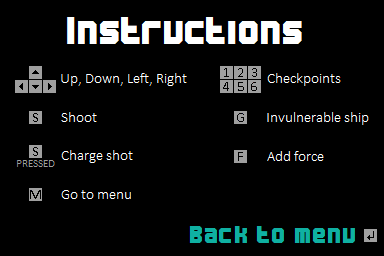 Instructions
Up, Down, Left, Right
1 2 3
4 5 6
Checkpoints
S Shoot
G Invulnerable ship
S
PRESSED
Charge shot
F Add force
M Go to menu
Back to menu